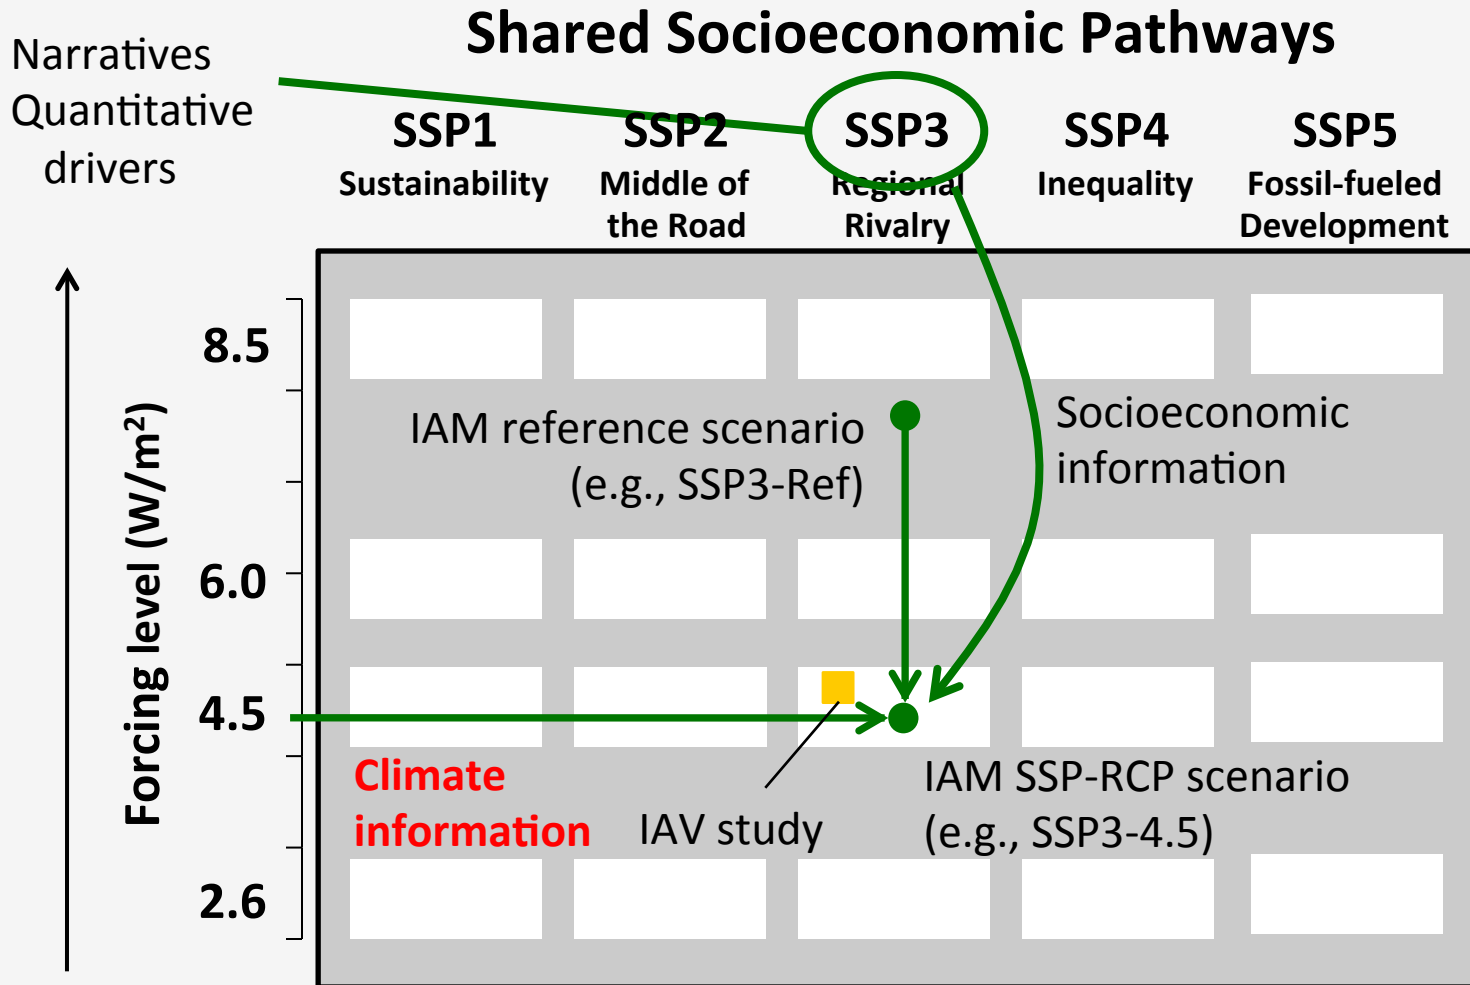 Shared Socioeconomic Pathways
Narratives
Quantitative
drivers
SSP1
Sustainability
SSP2
Middle of
the Road
SSP3
Regional
Rivalry
SSP4
Inequality
SSP5
Fossil-fueled
Development
Forcing level (W/m²)
8.5
6.0
4.5
2.6
IAM reference scenario
(e.g., SSP3-Ref)
Socioeconomic
information
Climate
information
IAV study
IAM SSP-RCP scenario
(e.g., SSP3-4.5)